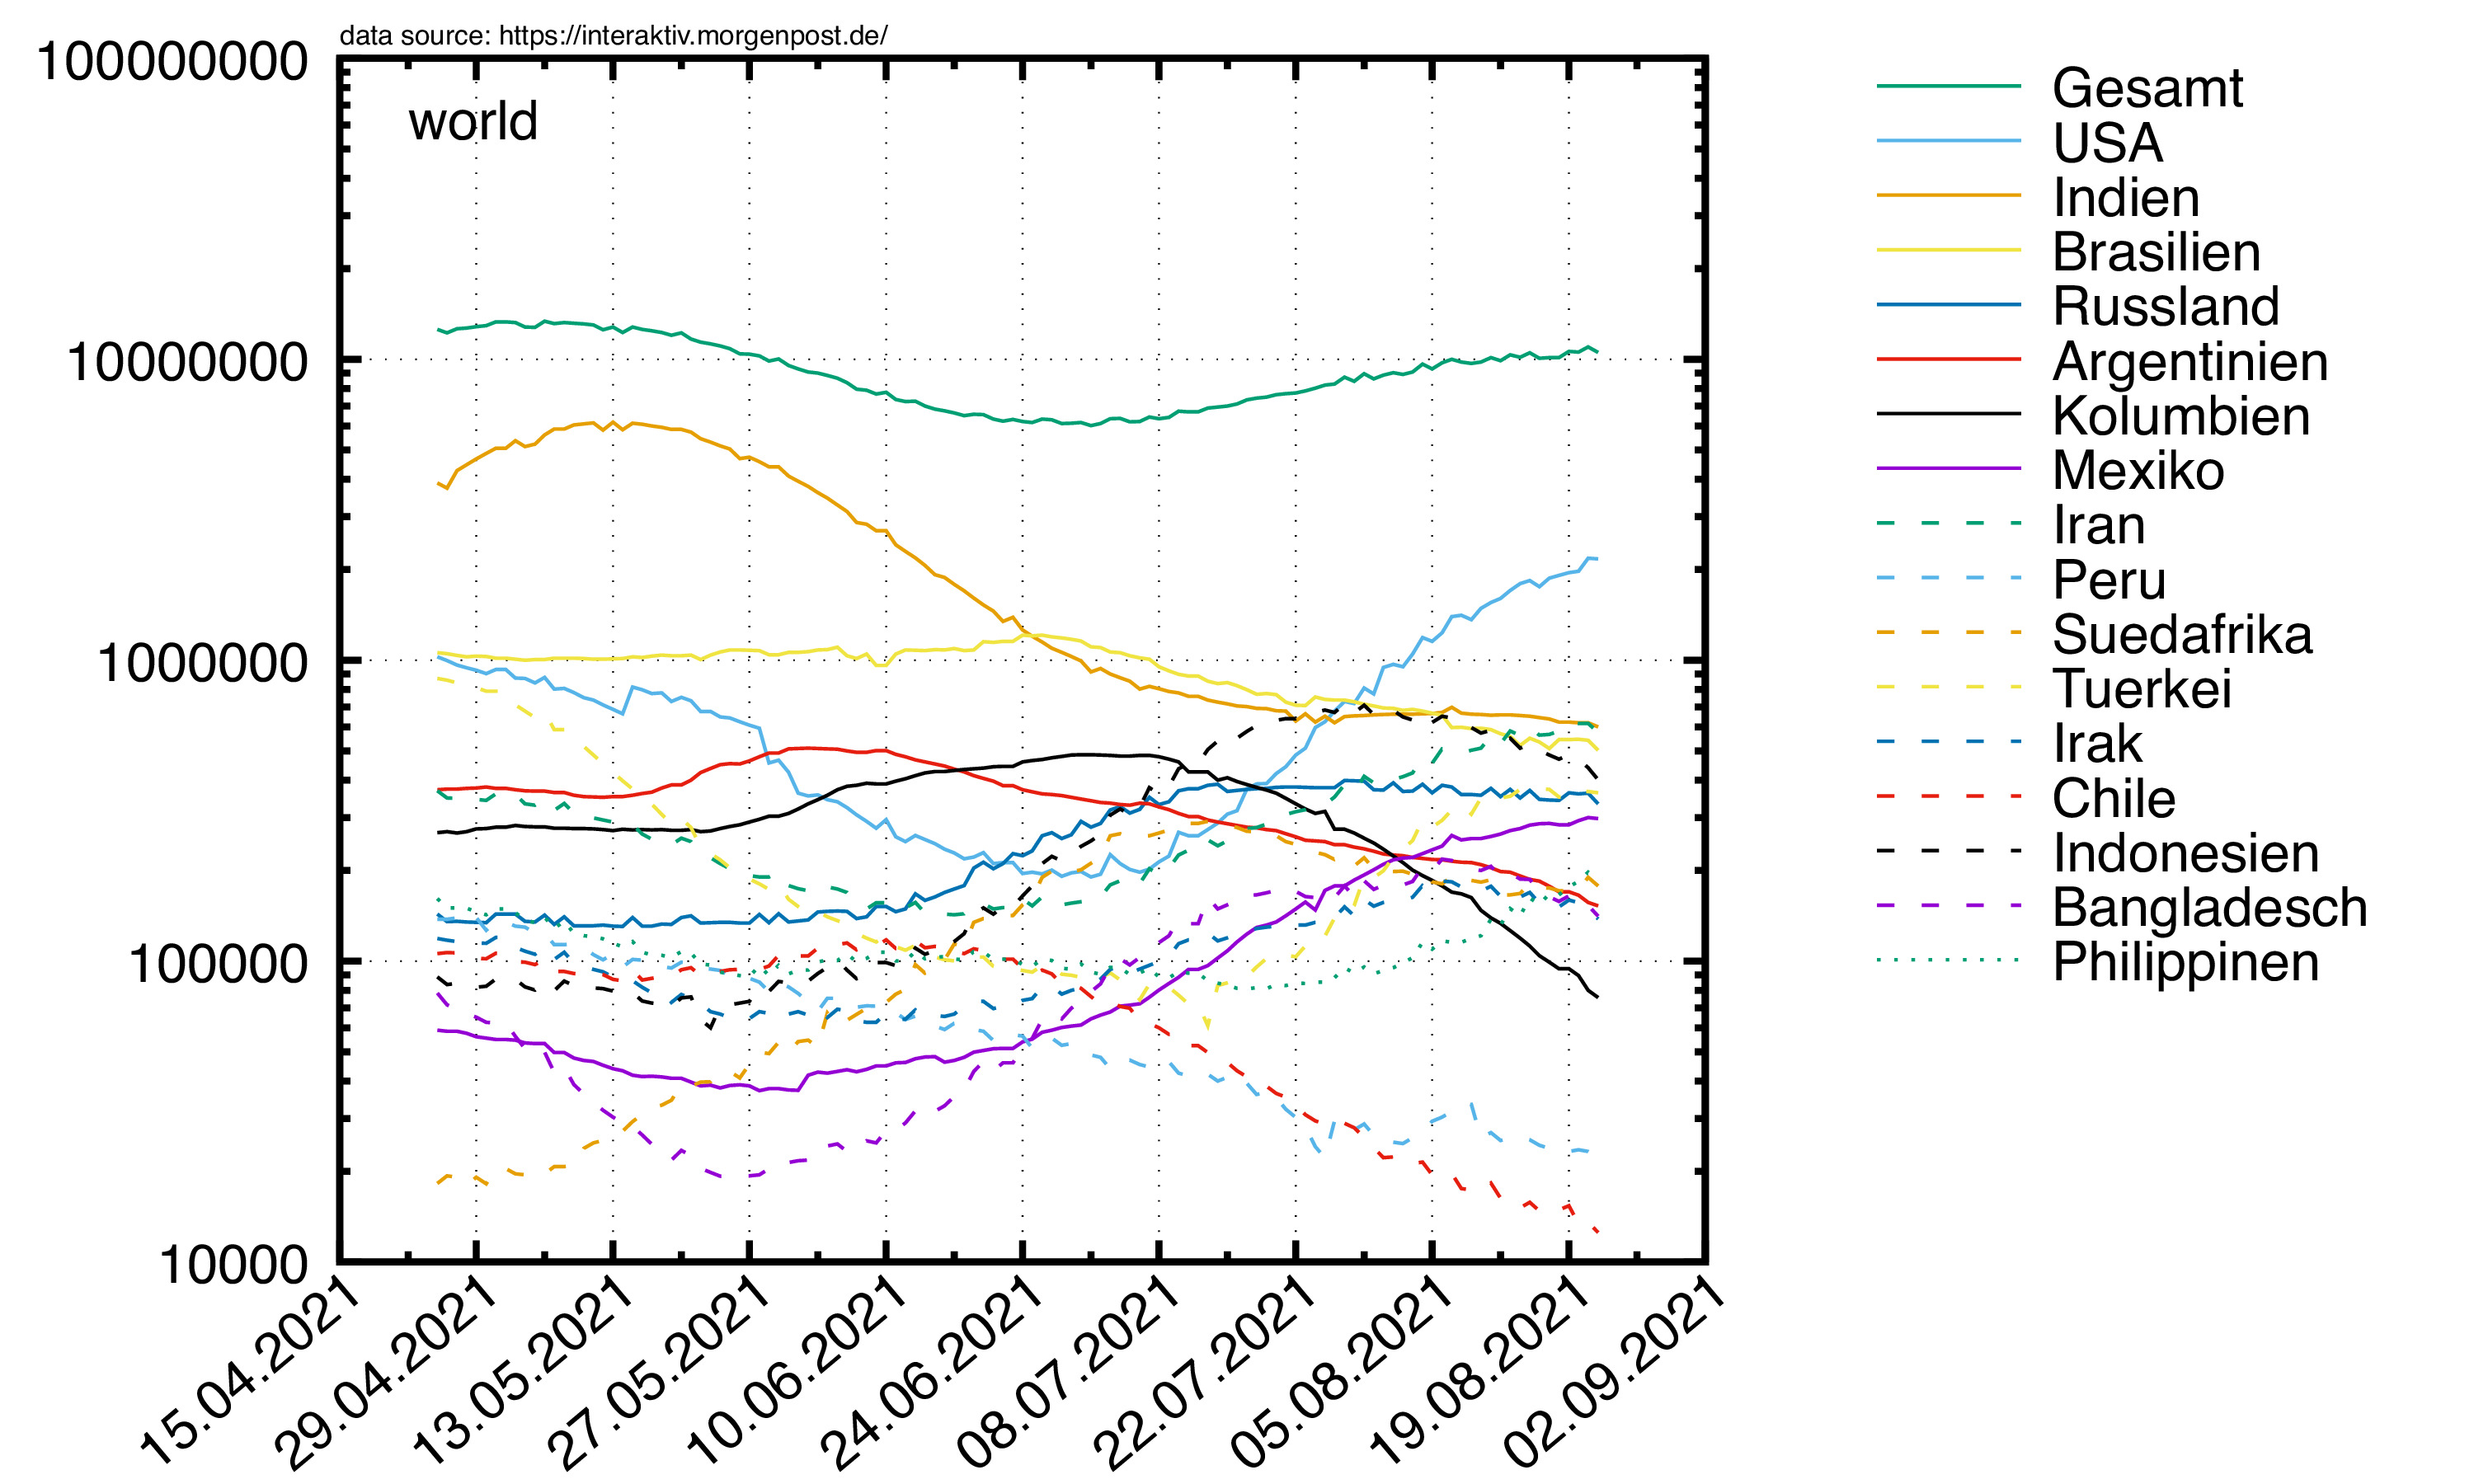 data source: https://interaktiv.morgenpost.de/
100000000
10000000
1000000
100000
10000
world
15.04.2021
29.04.2021
13.05.2021
27.05.2021
10.06.2021
24.06.2021
08.07.2021
22.07.2021
05.08.2021
19.08.2021
02.09.2021
Gesamt
USA
Indien
Brasilien
Russland
Argentinien
Kolumbien
Mexiko
Iran
Peru
Suedafrika
Tuerkei
Irak
Chile
Indonesien
Bangladesch
Philippinen